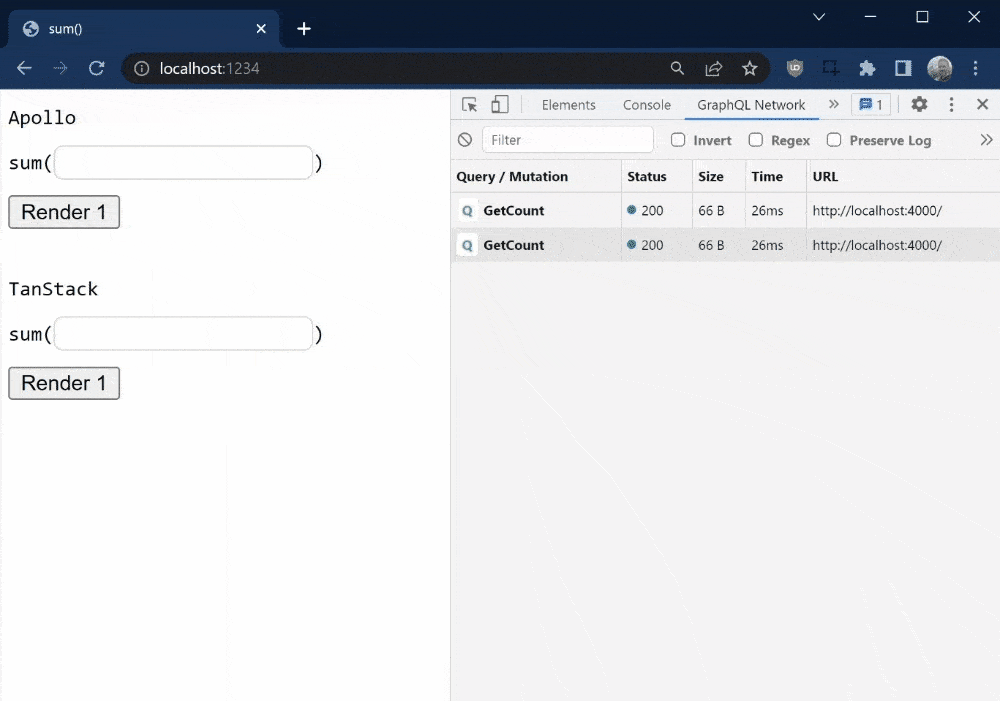 sum()
localhost:1234
Apollo
sum( )
Render 1
TanStack
sum( )
Render 1
Elements Console GraphQL Network » 1
Filter Invert Regex Preserve Log »
Query / Mutation Status Size Time URL
Q GetCount 200 66 B 26ms http://localhost:4000/
Q GetCount 200 66 B 26ms http://localhost:4000/